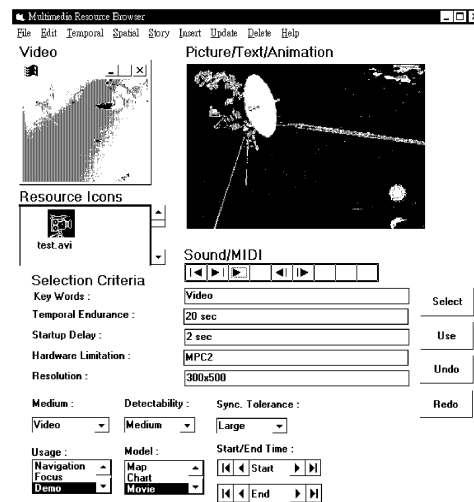 Multimedia Resource Browser
File Edit Temporal Spatial Story Insert Update Delete Help
Video
Picture/Text/Animation
Resource Icons
test.avi
Sound/MIDI
Selection Criteria
Key Words : Video
Temporal Endurance : 20 sec
Startup Delay : 2 sec
Hardware Limitation : MPC2
Resolution : 300x500
Select
Use
Undo
Redo
Medium : Detectability : Sync. Tolerance :
Video Medium Large
Usage : Model : Start/End Time :
Navigation Map Start
Focus Chart
Demo Movie End